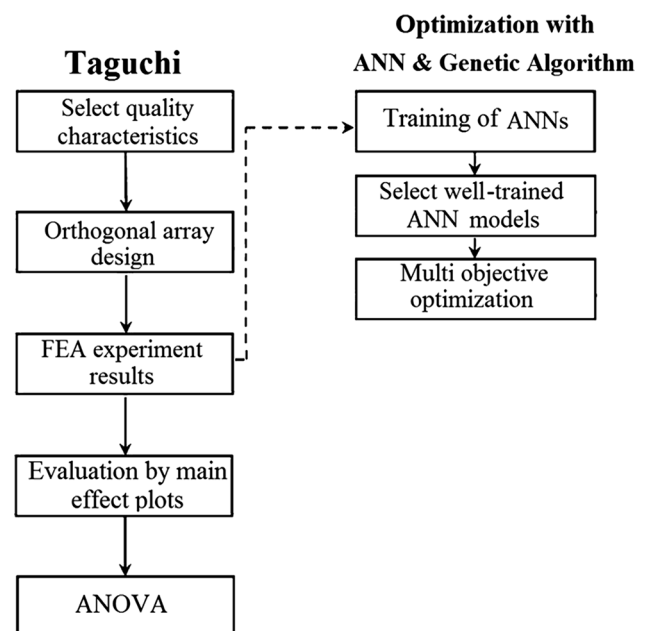 Taguchi
Select quality
characteristics
Orthogonal array
design
FEA experiment
results
Evaluation by main
effect plots
ANOVA
Optimization with
ANN & Genetic Algorithm
Training of ANNs
Select well-trained
ANN models
Multi objective
optimization